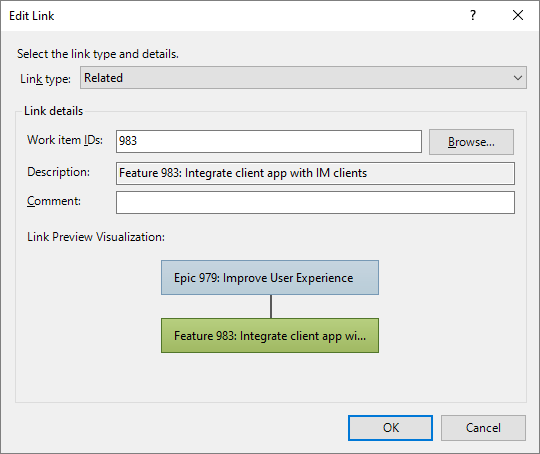 Edit Link
?
Select the link type and details.
Link type: Related
Link details
Work item IDs: 983 Browse...
Description: Feature 983: Integrate client app with IM clients
Comment:
Link Preview Visualization:
Epic 979: Improve User Experience
Feature 983: Integrate client app wi...
OK Cancel